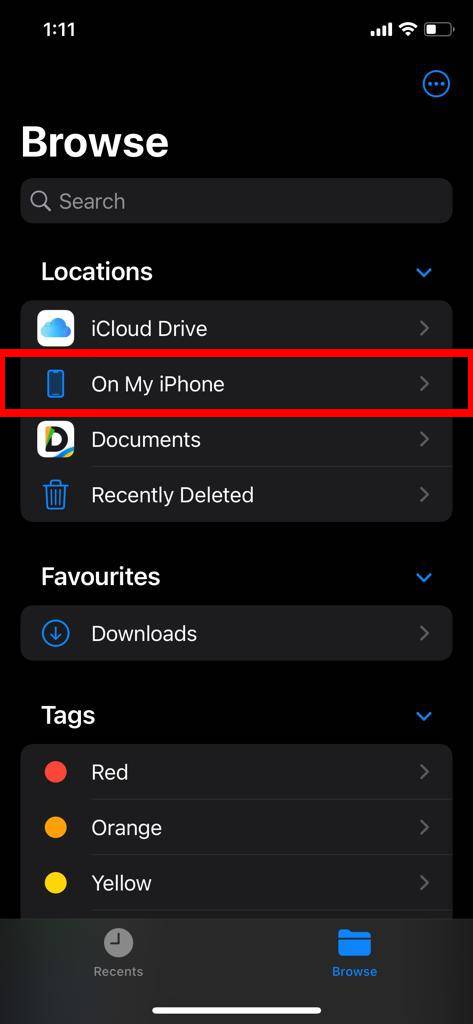 1:11
Browse
Search
Locations
iCloud Drive
On My iPhone
Documents
Recently Deleted
Favourites
Downloads
Tags
Red
Orange
Yellow
Recents
Browse